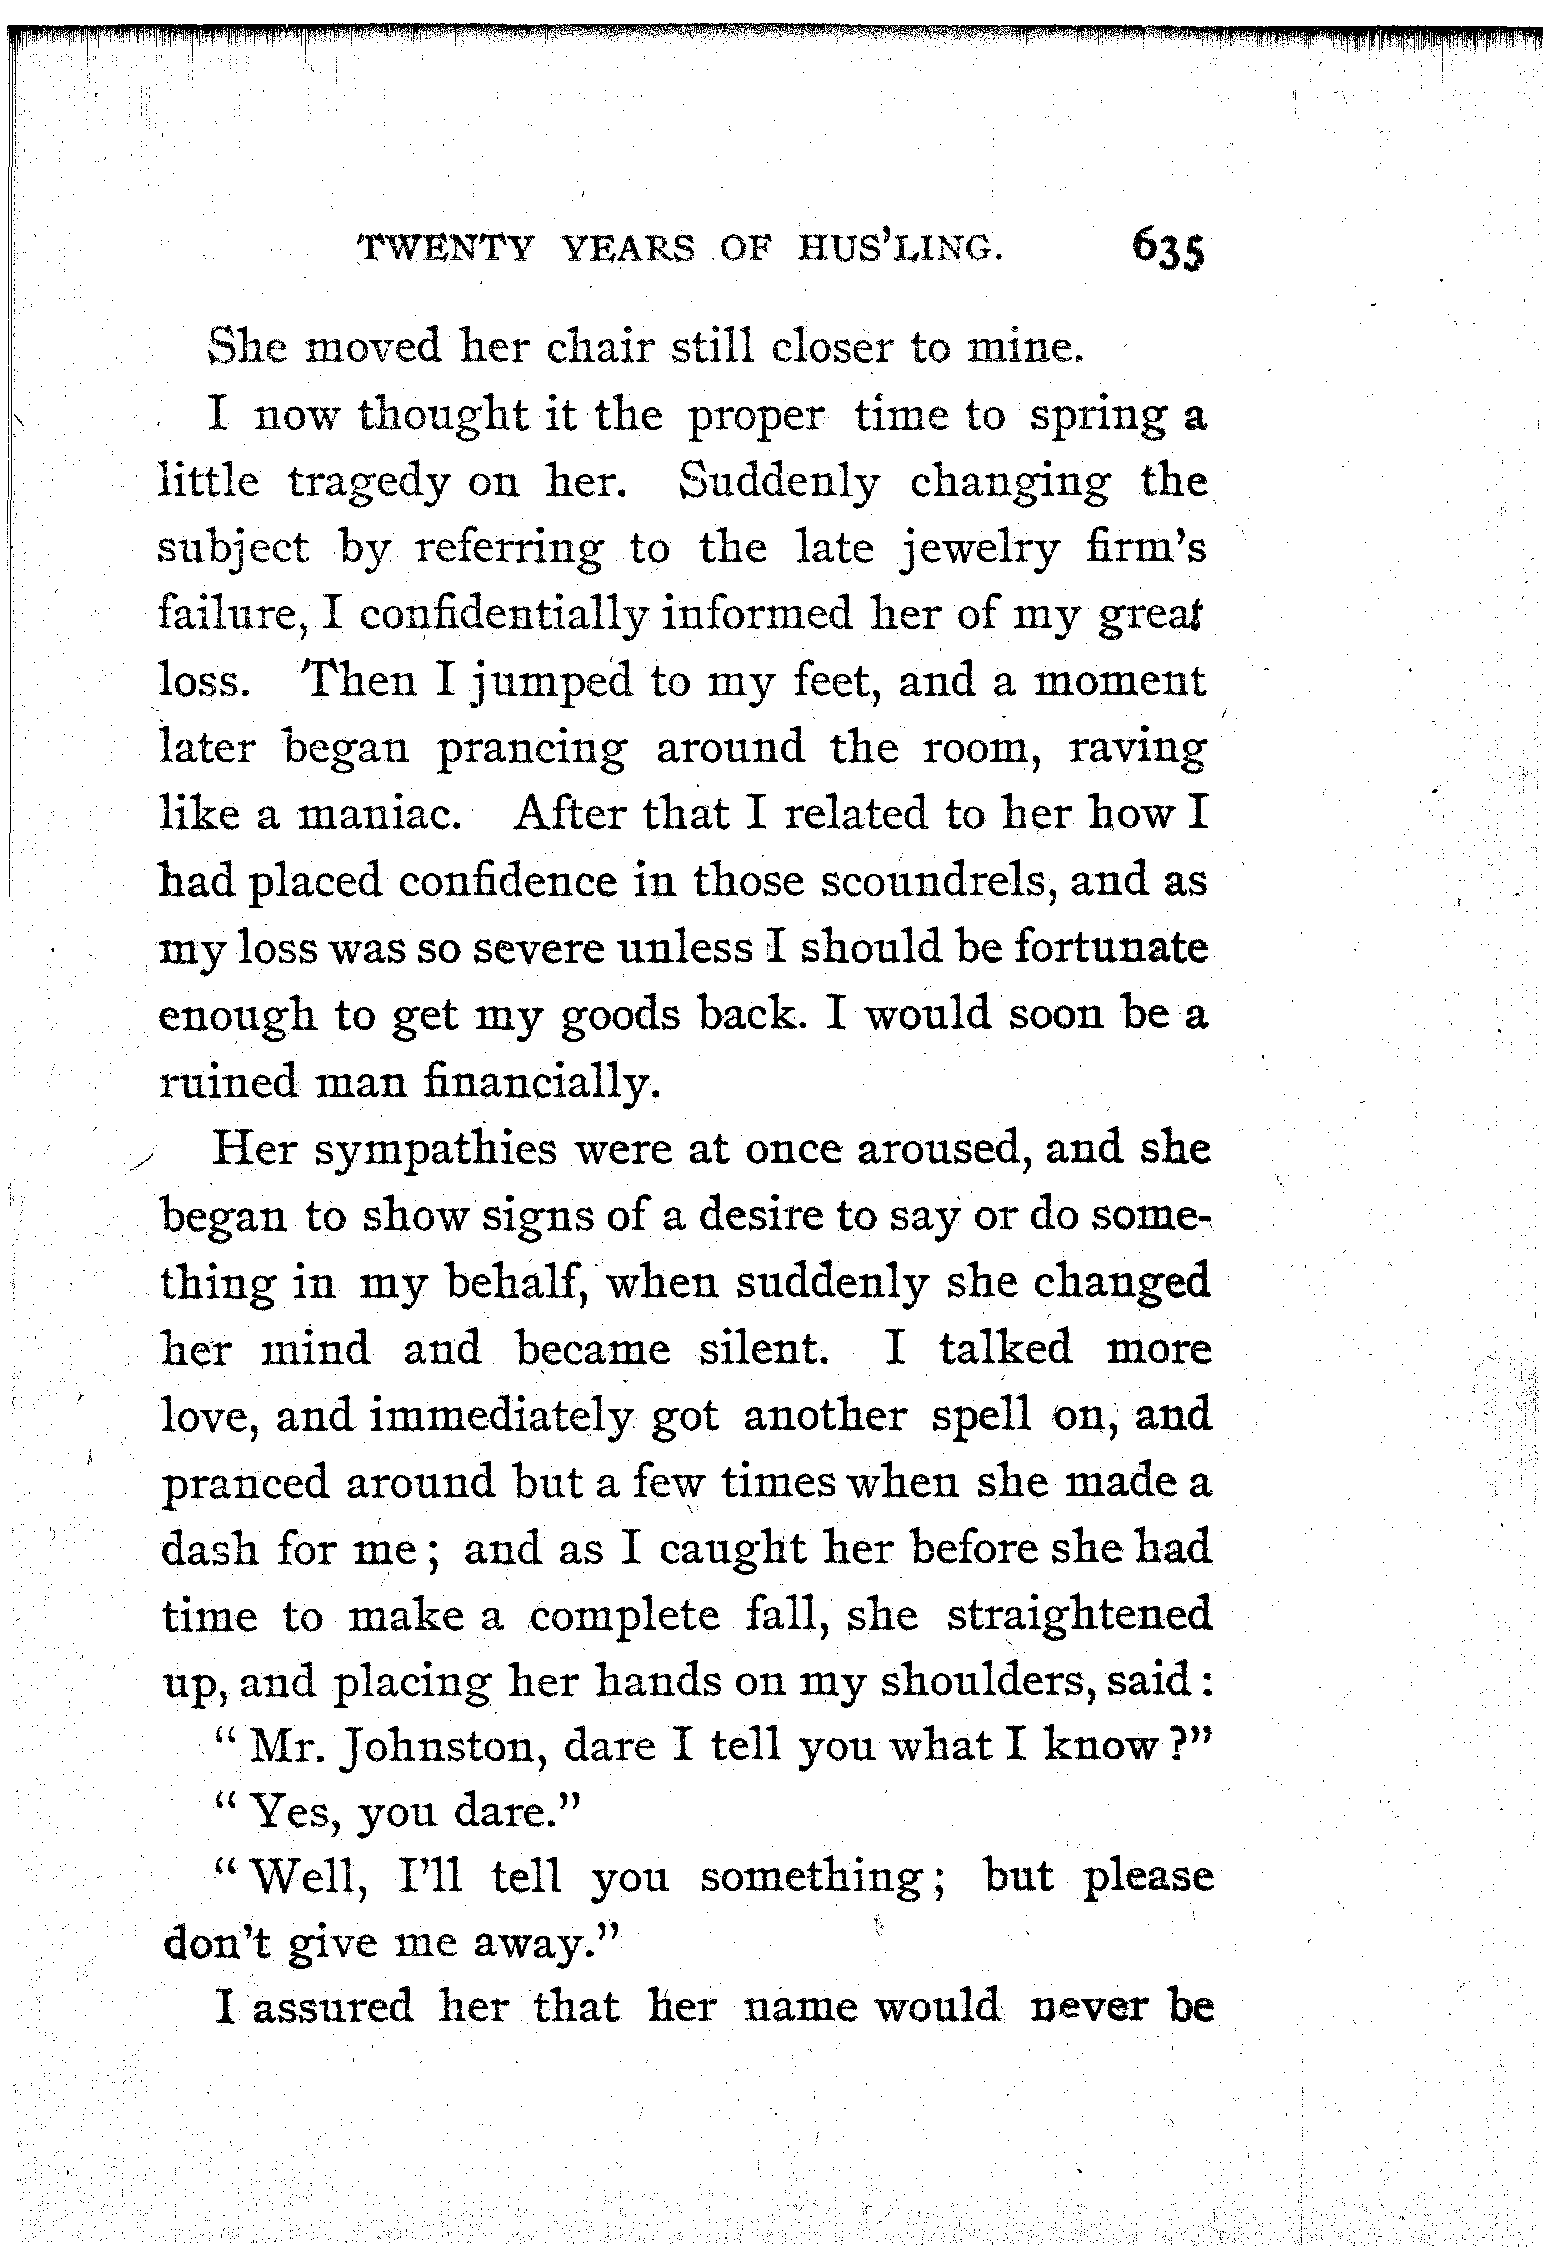 TWENTY YEARS OF HUS'LING. 635
She moved her chair still closer to mine.
I now thought it the proper time to spring a
little tragedy on her. Suddenly changing the
subject by referring to the late jewelry firm's
failure, I confidentially informed her of my great
loss. Then I jumped to my feet, and a moment
later began prancing around the room, raving
like a maniac. After that I related to her how I
had placed confidence in those scoundrels, and as
my loss was so severe unless I should be fortunate
enough to get my goods back. I would soon be a
ruined man financially.
Her sympathies were at once aroused, and she
began to show signs of a desire to say or do some-
thing in my behalf, when suddenly she changed
her mind and became silent. I talked more
love, and immediately got another spell on, and
pranced around but a few times when she made a
dash for me; and as I caught her before she had
time to make a complete fall, she straightened
up, and placing her hands on my shoulders, said:
"Mr. Johnston, dare I tell you what I know?"
"Yes, you dare."
"Well, I'll tell you something; but please
don't give me away."
I assured her that her name would never be